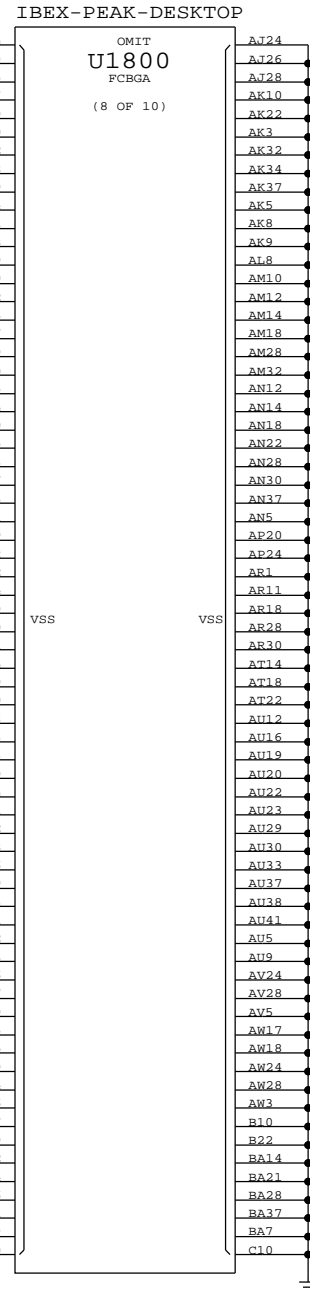 IBEX-PEAK-DESKTOP
OMIT
U1800
FCBGA
(8 OF 10)
AJ24
AJ26
AJ28
AK10
AK22
AK3
AK32
AK34
AK37
AK5
AK8
AK9
AL8
AM10
AM12
AM14
AM18
AM28
AM32
AN12
AN14
AN18
AN22
AN28
AN30
AN37
AN5
AP20
AP24
AR1
AR11
AR18
VSS VSS
AR28
AR30
AT14
AT18
AT22
AU12
AU16
AU19
AU20
AU22
AU23
AU29
AU30
AU33
AU37
AU38
AU41
AU5
AU9
AV24
AV28
AV5
AW17
AW18
AW24
AW28
AW3
B10
B22
BA14
BA21
BA28
BA37
BA7
C10